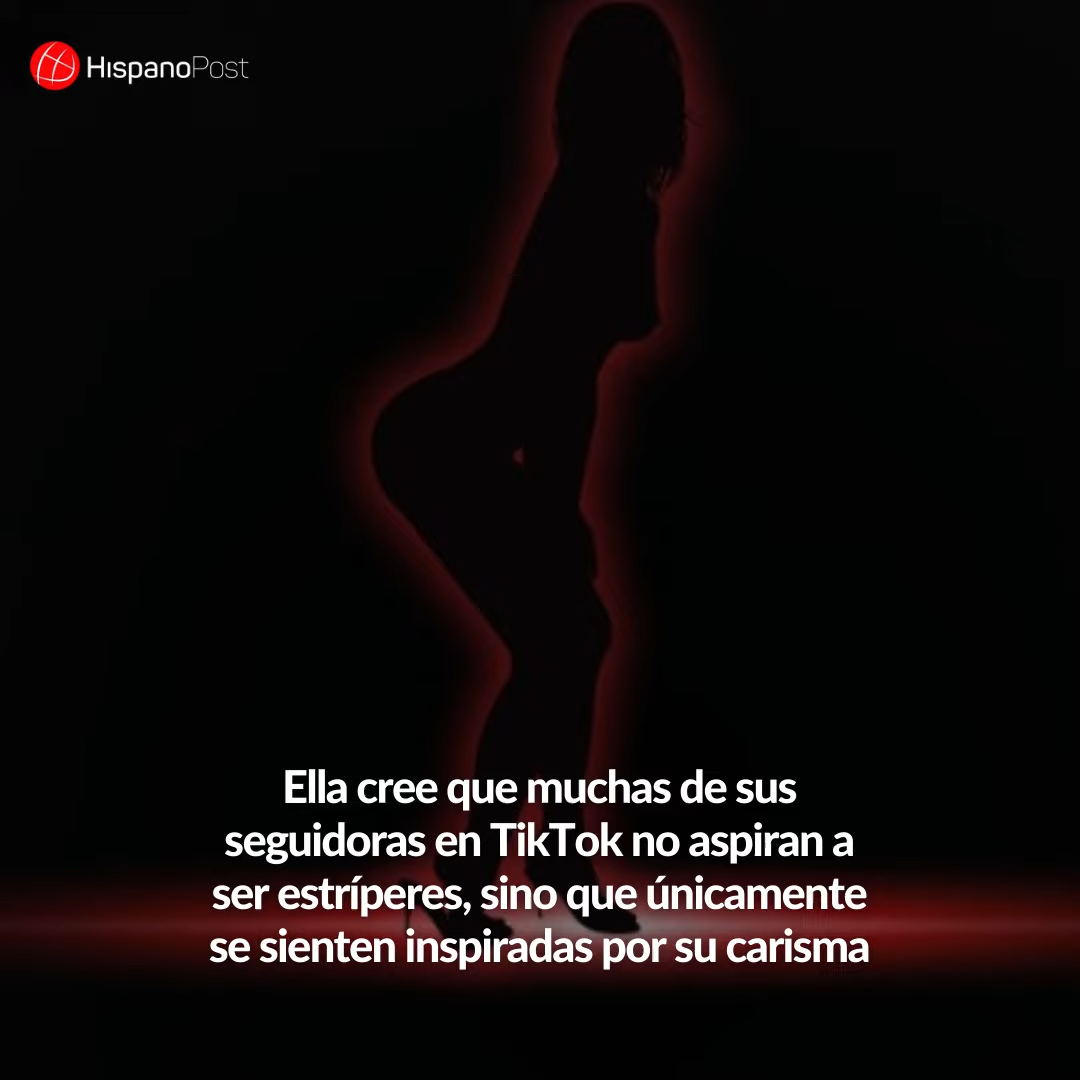 HispanoPost
Ella cree que muchas de sus
seguidoras en TikTok no aspiran a
ser estríperes, sino que únicamente
se sienten inspiradas por su carisma